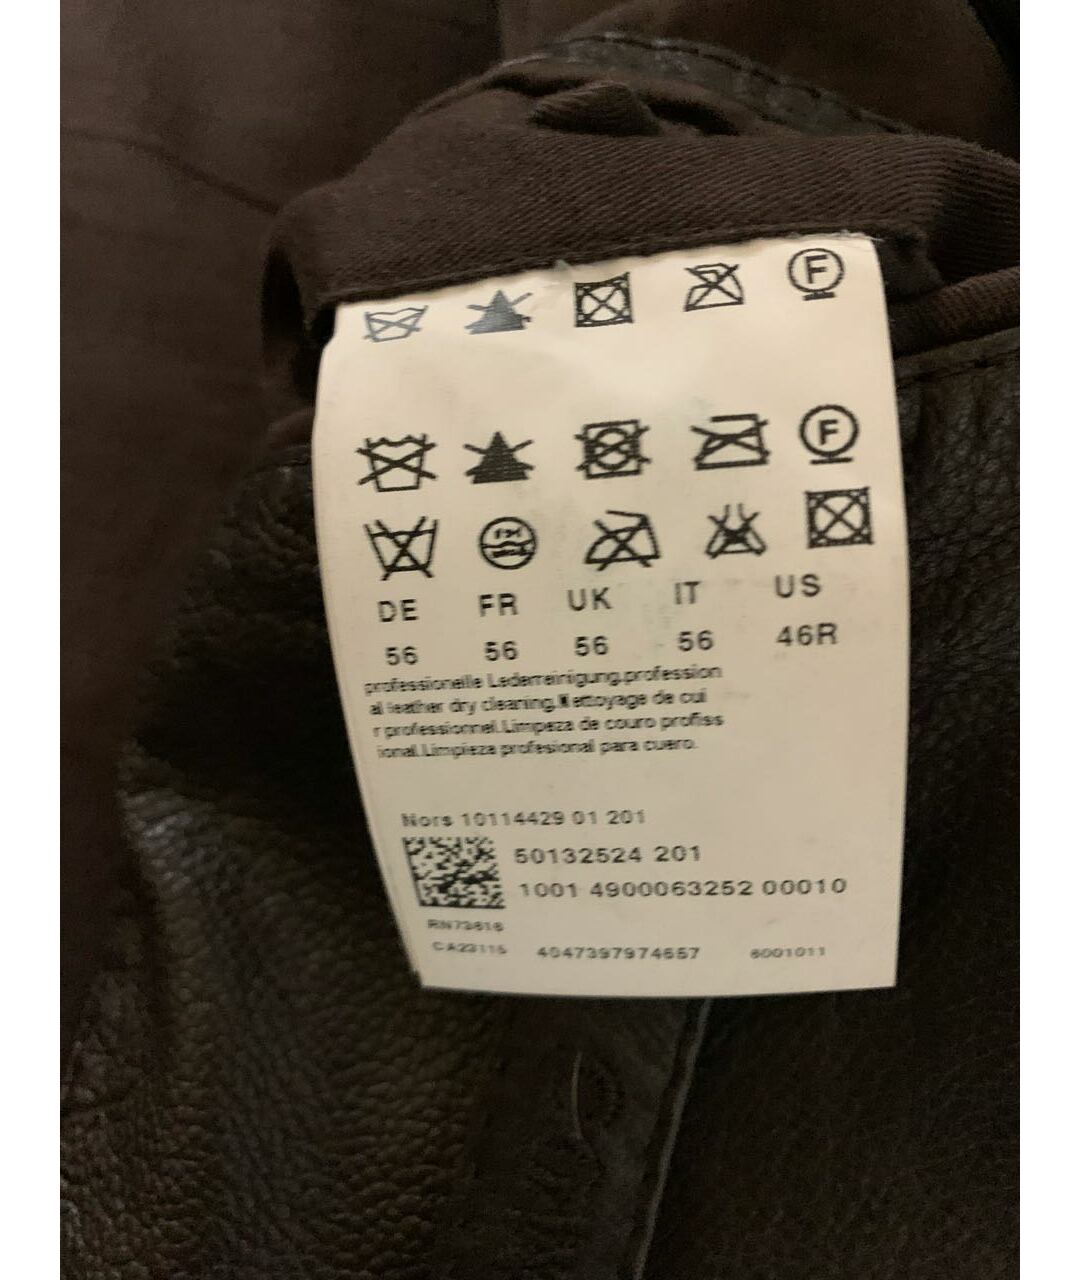 F
F
DE FR UK IT US
56 56 56 56 46R
professionelle Lederreinigung.profession
al leather dry cleaning.Nettoyage de cui
r professionnel.Limpeza de couro profiss
ional.Limpieza profesional para cuero.
Nors 10114429 01 201
50132524 201
1001 4900063252 00010
RN73616
CA23115 4047397974657 6001011